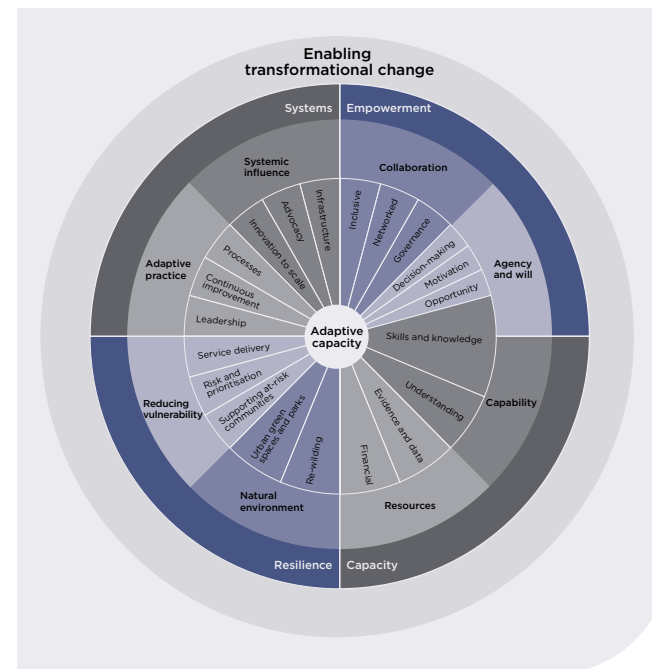 Enabling
transformational change
Systems
Empowerment
Systemic
influence
Collaboration
Innovation to scale
Advocacy
Infrastructure
Inclusive
Networked
Governance
Adaptive
practice
Processes
Continuous
improvement
Leadership
Decision-making
Motivation
Opportunity
Agency
and will
Adaptive
capacity
Skills and knowledge
Understanding
Capability
Service delivery
Risk and
prioritisation
Supporting at-risk
communities
Reducing
vulnerability
Urban green
spaces and parks
Re-wilding
Natural
environment
Evidence and data
Financial
Resources
Resilience
Capacity